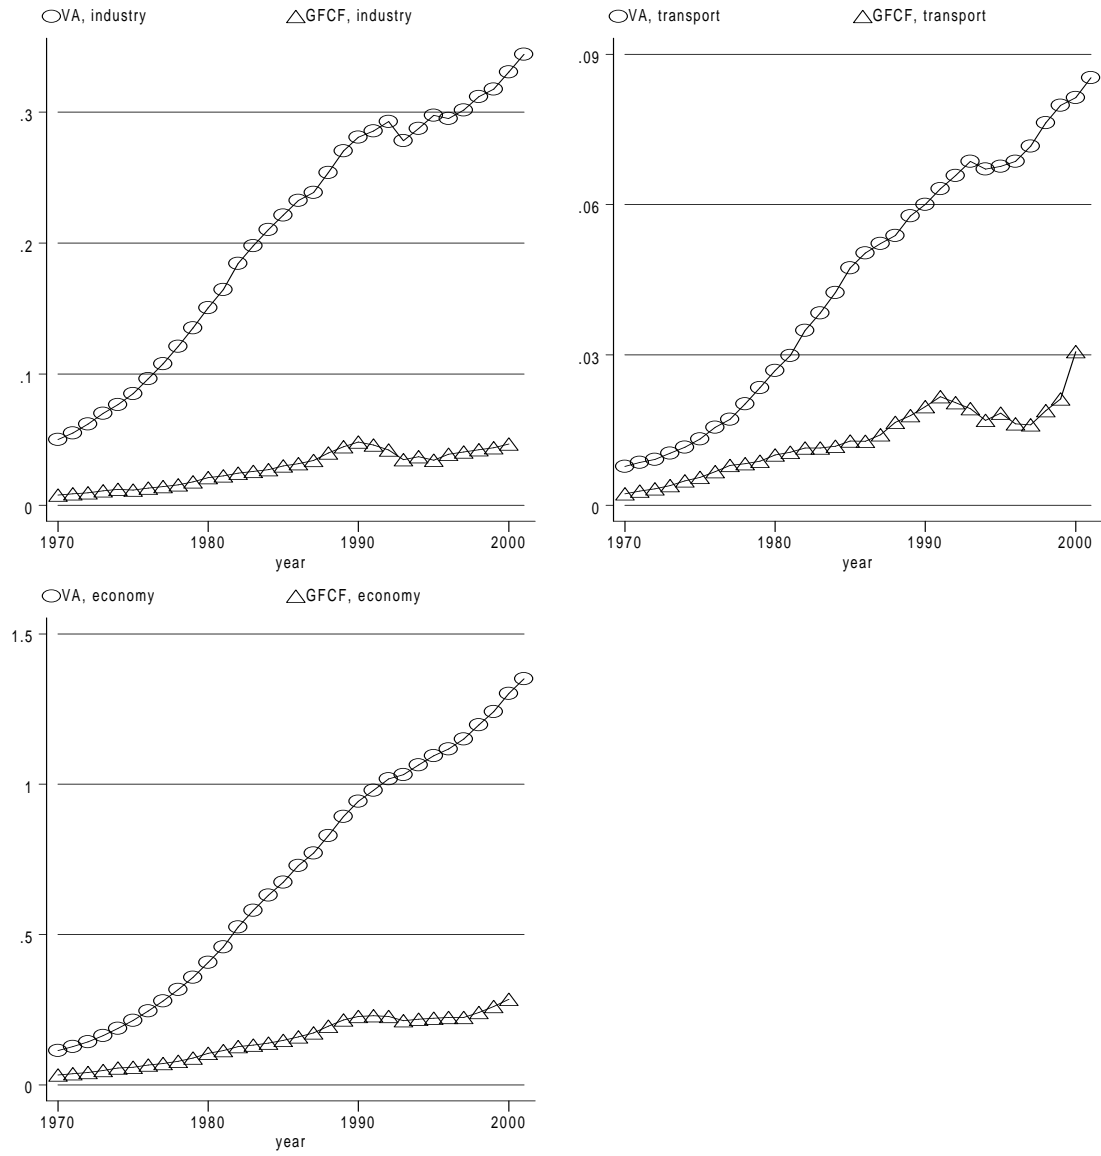 VA, industry GFCF, industry
.3
.2
.1
0
1970 1980 1990 2000
year
VA, transport GFCF, transport
.09
.06
.03
0
1970 1980 1990 2000
year
VA, economy GFCF, economy
1.5
1
.5
0
1970 1980 1990 2000
year